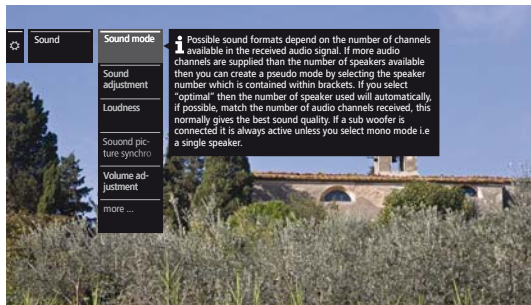 Sound
Sound mode
Sound
adjustment
Loudness
Souond pic-
ture synchro
Volume ad-
justment
more ...
i Possible sound formats depend on the number of channels
available in the received audio signal. If more audio
channels are supplied than the number of speakers available
then you can create a pseudo mode by selecting the speaker
number which is contained within brackets. If you select
“optimal” then the number of speaker used will automatically,
if possible, match the number of audio channels received, this
normally gives the best sound quality. If a sub woofer is
connected it is always active unless you select mono mode i.e
a single speaker.